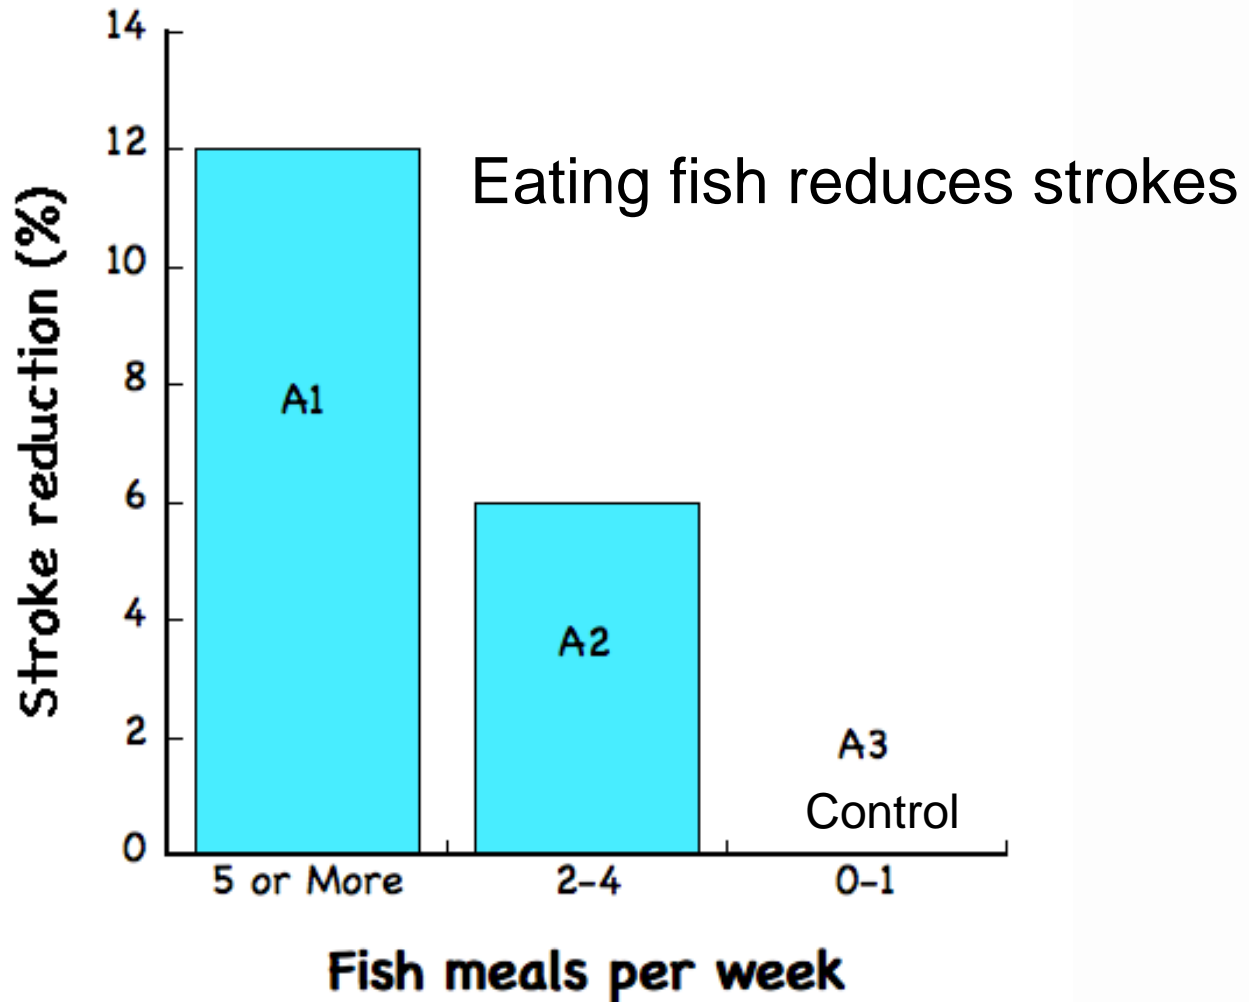 14
12
10
8
6
4
2
0
Stroke reduction (%)
Eating fish reduces strokes
A1
A2
A3
Control
5 or More
2-4
0-1
Fish meals per week